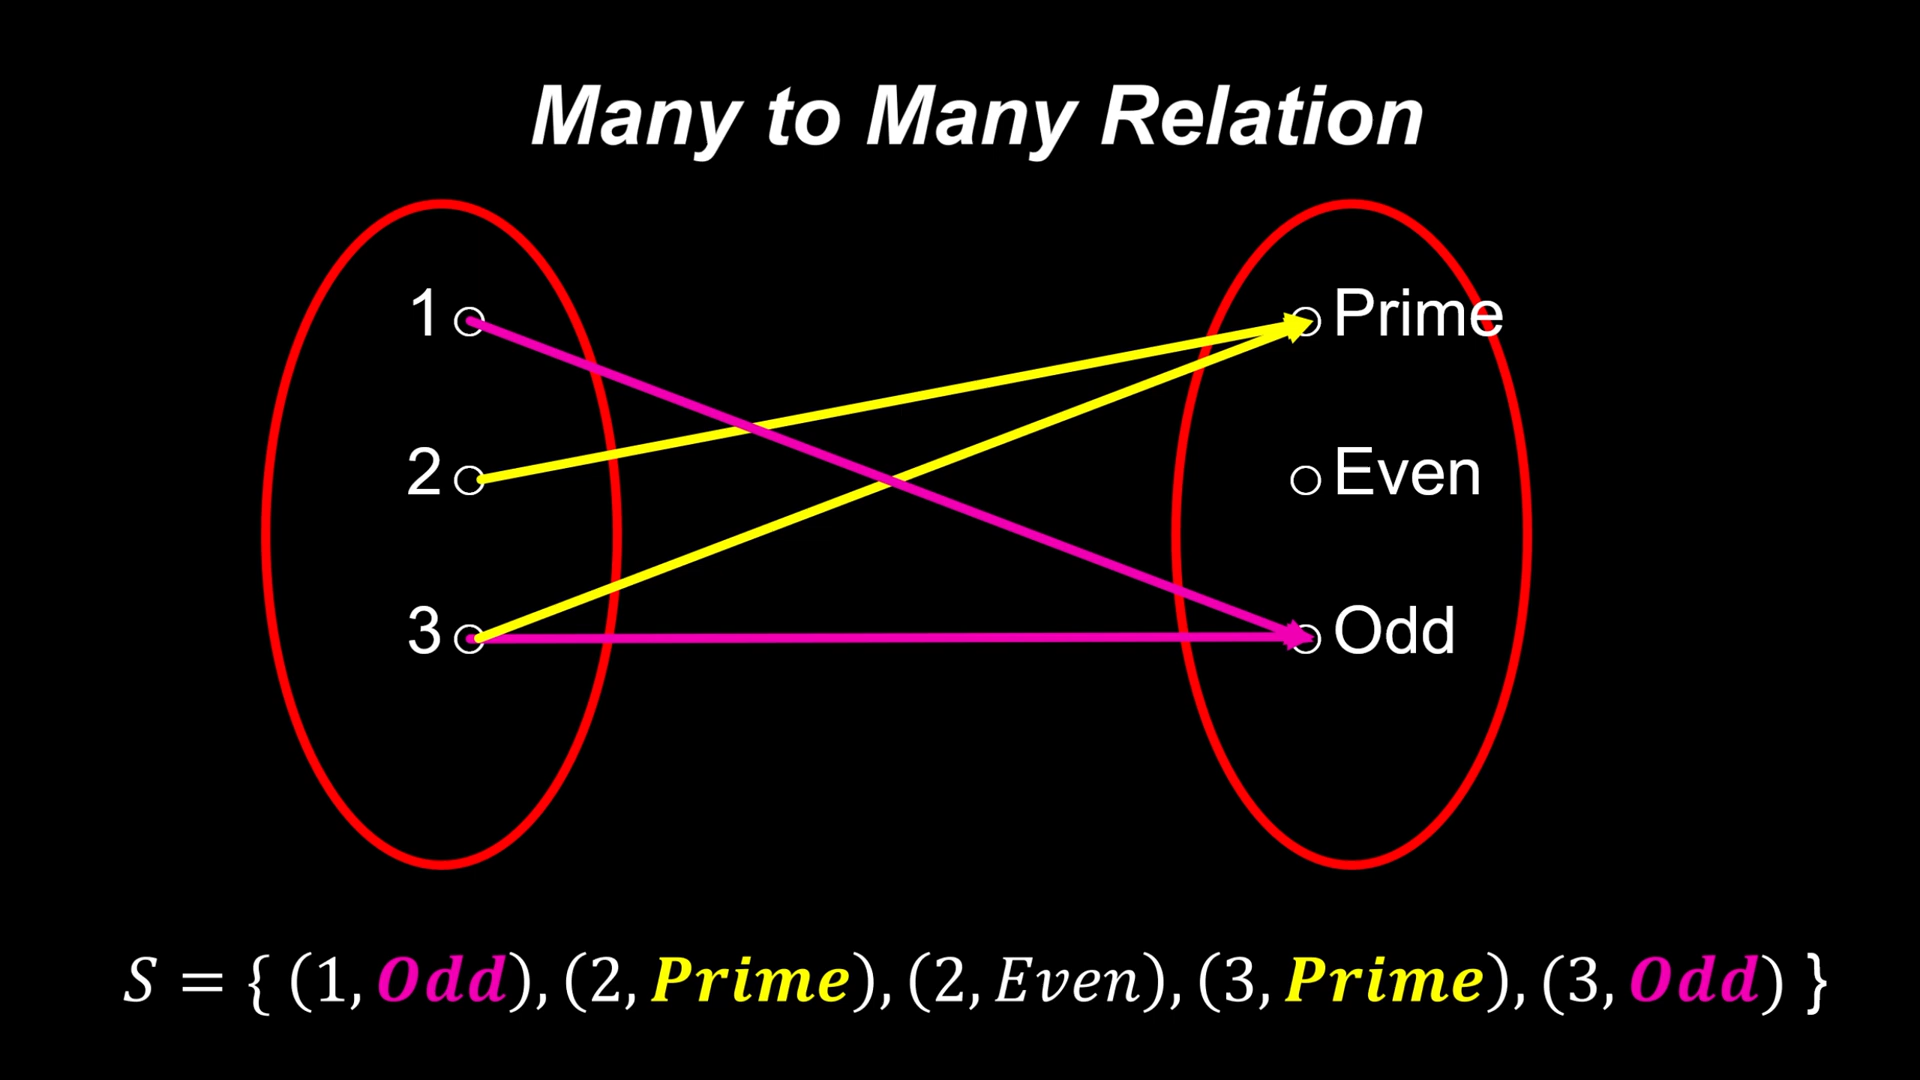 Many to Many Relation
1 Prime
2 Even
3 Odd
S = { (1, Odd), (2, Prime), (2, Even), (3, Prime), (3, Odd) }